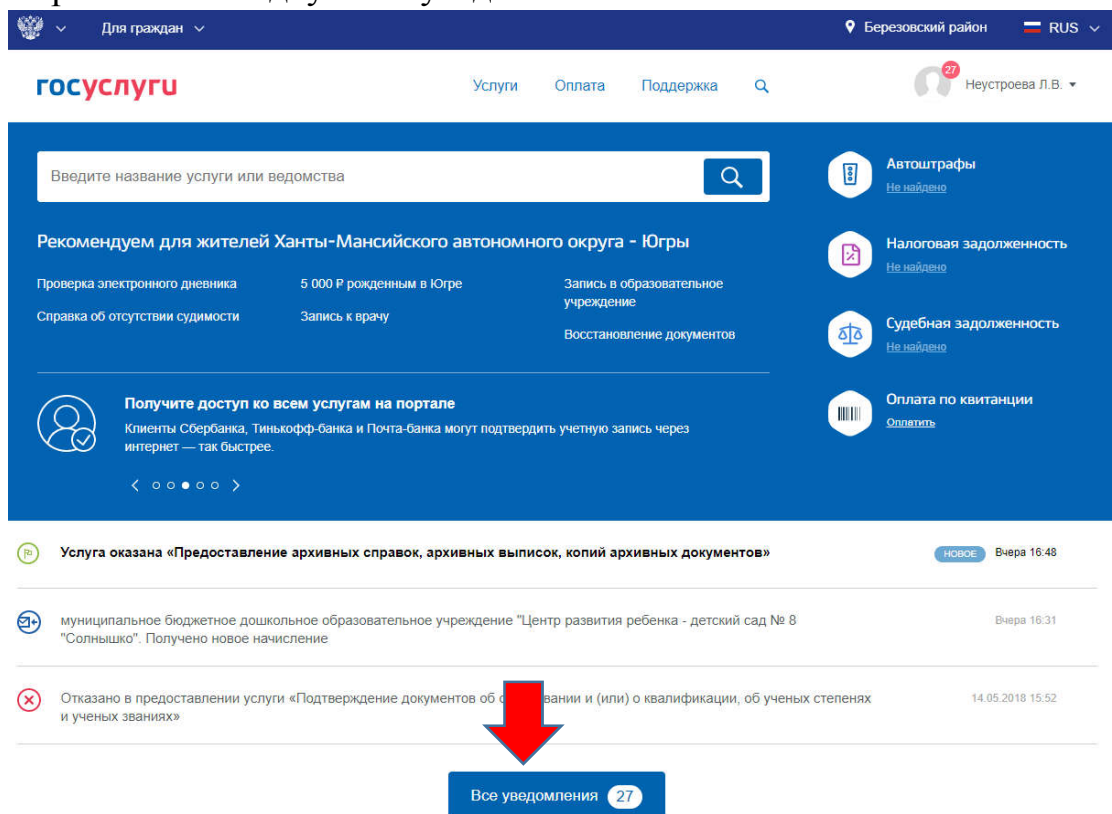 Для граждан
Березовский район
RUS
госуслуги
Услуги Оплата Поддержка
27
Неустроева Л.В.
Введите название услуги или ведомства
Автоштрафы
Не найдено
Рекомендуем для жителей Ханты-Мансийского автономного округа - Югры
Налоговая задолженность
Не найдено
Проверка электронного дневника
5 000 ₽ рожденным в Югре
Запись в образовательное
учреждение
Справка об отсутствии судимости
Запись к врачу
Восстановление документов
Судебная задолженность
Не найдено
Получите доступ ко всем услугам на портале
Клиенты Сбербанка, Тинькофф-банка и Почта-банка могут подтвердить учетную запись через
интернет — так быстрее.
Оплата по квитанции
Оплатить
Услуга оказана «Предоставление архивных справок, архивных выписок, копий архивных документов»
НОВОЕ Вчера 16:48
муниципальное бюджетное дошкольное образовательное учреждение "Центр развития ребенка - детский сад № 8
"Солнышко". Получено новое начисление
Вчера 16:31
Отказано в предоставлении услуги «Подтверждение документов об вании и (или) о квалификации, об ученых степенях
и ученых званиях»
14.05.2018 15:52
Все уведомления 27